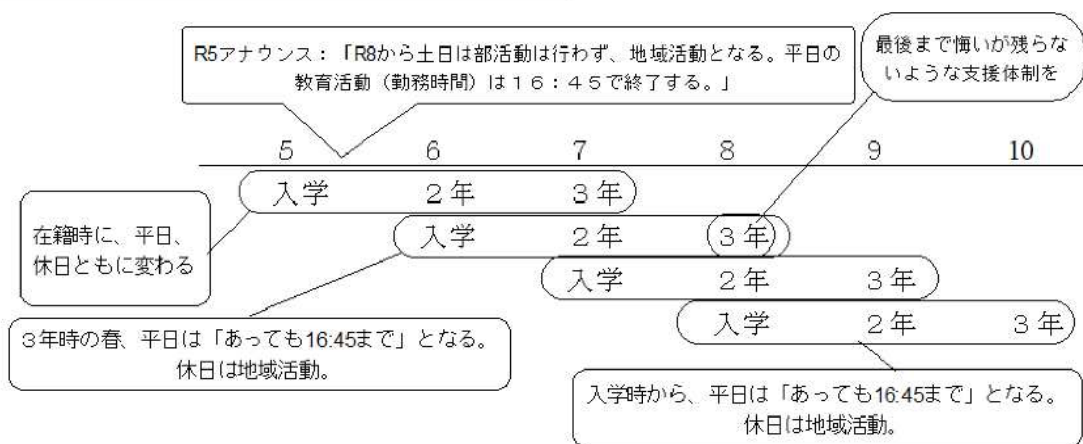 R5アナウンス：「R8から土日は部活動は行わず、地域活動となる。平日の
教育活動（勤務時間）は１６：４５で終了する。」
最後まで悔いが残らな
いような支援体制を
5 6 7 8 9 10
入学 ２年 ３年
入学 ２年 ３年
入学 ２年 ３年
入学 ２年 ３年
在籍時に、平日、
休日ともに変わる
３年時の春、平日は「あっても16:45まで」となる。
休日は地域活動。
入学時から、平日は「あっても16:45まで」となる。
休日は地域活動。